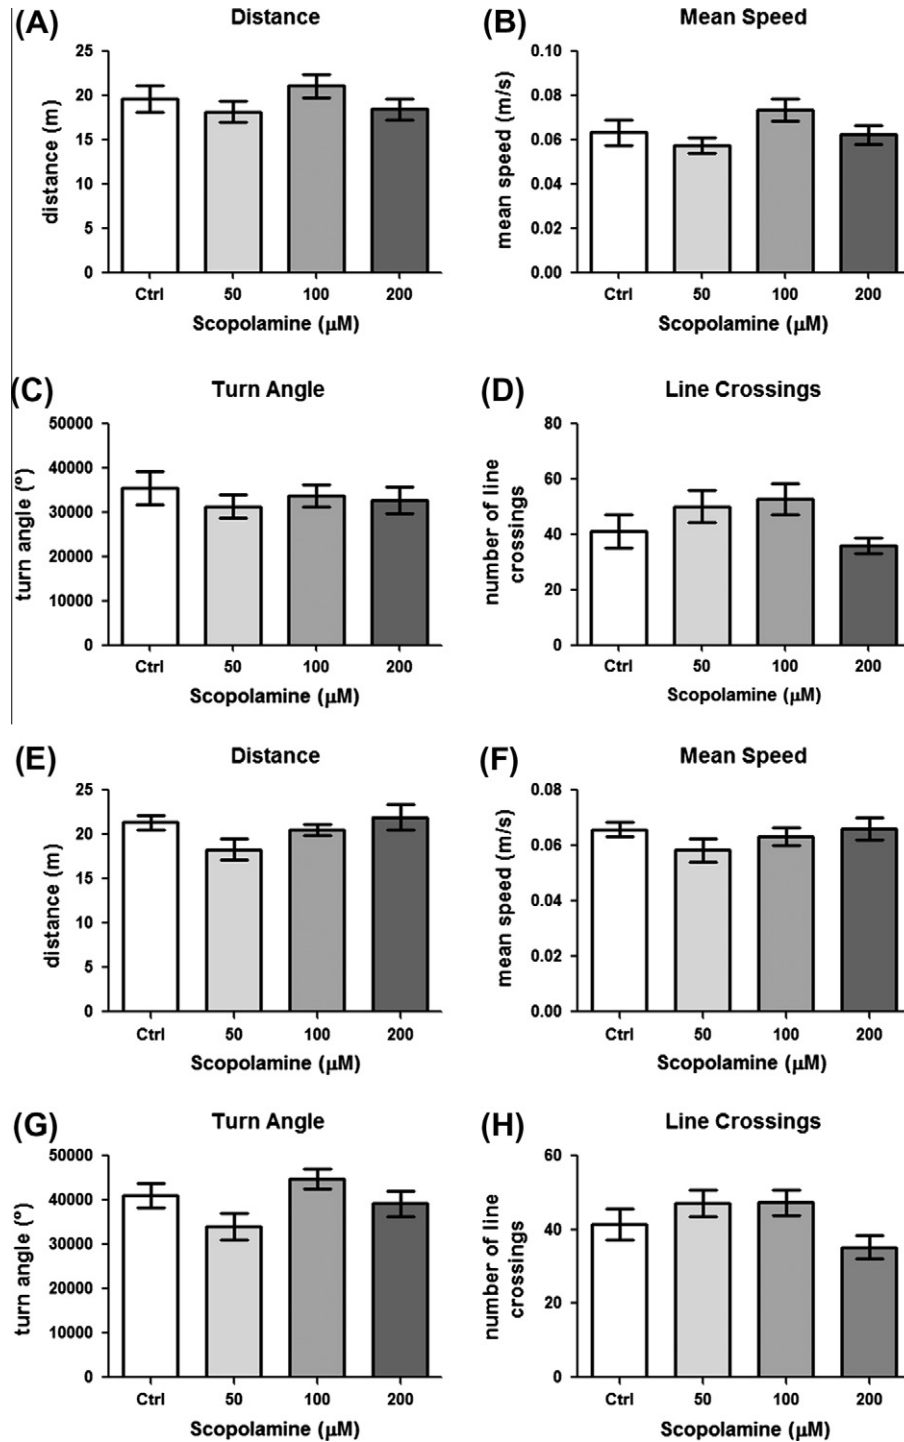 (A)
Distance
25
20
15
10
5
0
distance (m)
Ctrl 50 100 200
Scopolamine (μM)
(B)
Mean Speed
0.10
0.08
0.06
0.04
0.02
0.00
mean speed (m/s)
Ctrl 50 100 200
Scopolamine (μM)
(C)
Turn Angle
50000
40000
30000
20000
10000
0
turn angle (°)
Ctrl 50 100 200
Scopolamine (μM)
(D)
Line Crossings
80
60
40
20
0
number of line
crossings
Ctrl 50 100 200
Scopolamine (μM)
(E)
Distance
25
20
15
10
5
0
distance (m)
Ctrl 50 100 200
Scopolamine (μM)
(F)
Mean Speed
0.08
0.06
0.04
0.02
0.00
mean speed (m/s)
Ctrl 50 100 200
Scopolamine (μM)
(G)
Turn Angle
50000
40000
30000
20000
10000
0
turn angle (°)
Ctrl 50 100 200
Scopolamine (μM)
(H)
Line Crossings
60
40
20
0
number of line
crossings
Ctrl 50 100 200
Scopolamine (μM)